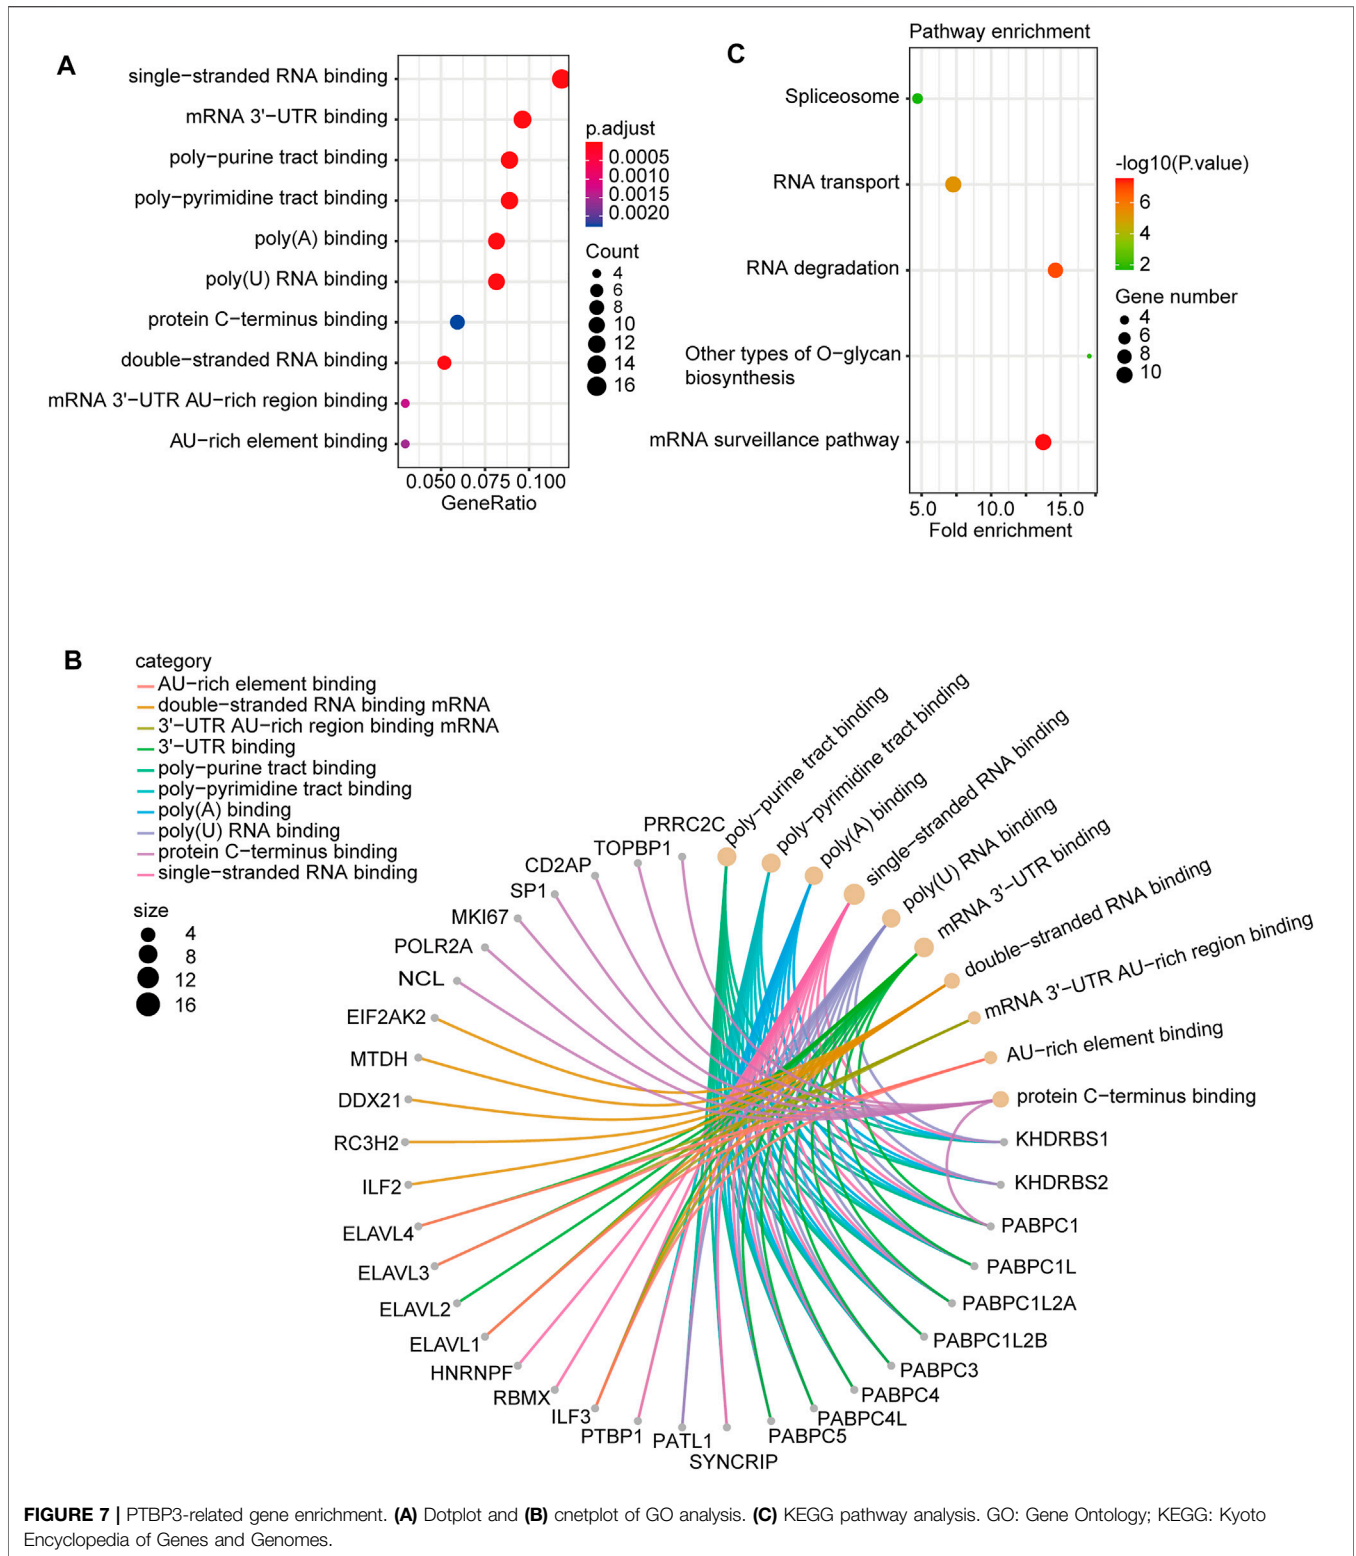 A
single−stranded RNA binding
mRNA 3'−UTR binding
poly−purine tract binding
poly−pyrimidine tract binding
poly(A) binding
poly(U) RNA binding
protein C−terminus binding
double−stranded RNA binding
mRNA 3'−UTR AU−rich region binding
AU−rich element binding
0.050 0.075 0.100
GeneRatio
p.adjust
0.0005
0.0010
0.0015
0.0020
Count
4
6
8
10
12
14
16
C
Pathway enrichment
Spliceosome
RNA transport
RNA degradation
Other types of O−glycan
biosynthesis
mRNA surveillance pathway
5.0 10.0 15.0
Fold enrichment
-log10(P.value)
6
4
2
Gene number
4
6
8
10
B
category
AU−rich element binding
double−stranded RNA binding mRNA
3'−UTR AU−rich region binding mRNA
3'−UTR binding
poly−purine tract binding
poly−pyrimidine tract binding
poly(A) binding
poly(U) RNA binding
protein C−terminus binding
single−stranded RNA binding
size
4
8
12
16
poly−purine tract binding
poly−pyrimidine tract binding
poly(A) binding
single−stranded RNA binding
poly(U) RNA binding
mRNA 3'−UTR binding
double−stranded RNA binding
mRNA 3'−UTR AU−rich region binding
AU−rich element binding
protein C−terminus binding
KHDRBS1
KHDRBS2
PABPC1
PABPC1L
PABPC1L2A
PABPC1L2B
PABPC3
PABPC4
PABPC4L
PABPC5
SYNCRIP
PATL1
PTBP1
ILF3
RBMX
HNRNPF
ELAVL1
ELAVL2
ELAVL3
ELAVL4
ILF2
RC3H2
DDX21
MTDH
EIF2AK2
NCL
POLR2A
MKI67
SP1
CD2AP
TOPBP1
PRRC2C
FIGURE 7 | PTBP3-related gene enrichment. (A) Dotplot and (B) cnetplot of GO analysis. (C) KEGG pathway analysis. GO: Gene Ontology; KEGG: Kyoto
Encyclopedia of Genes and Genomes.